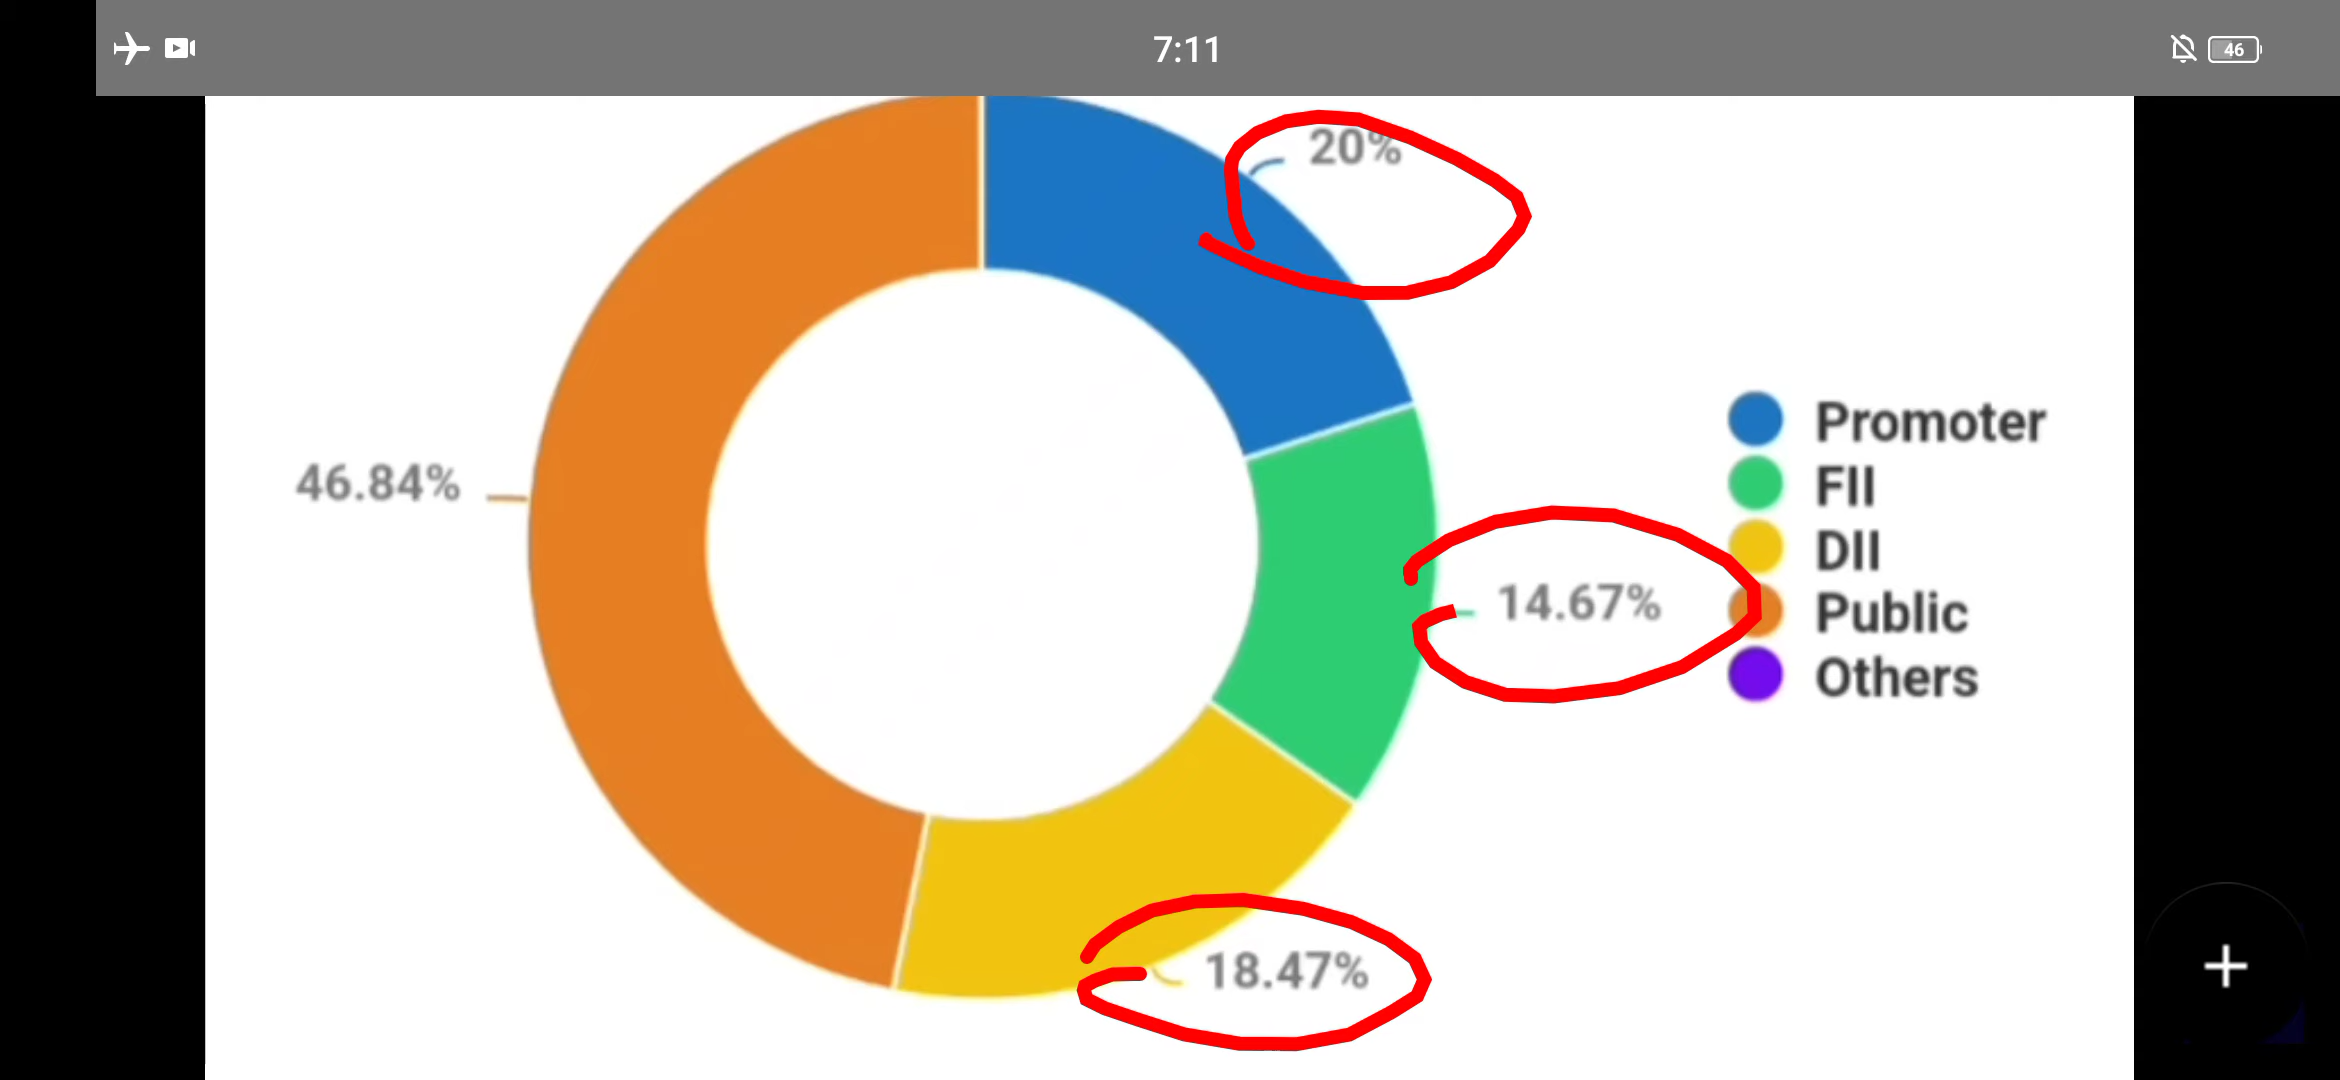 7:11
46
20%
46.84%
14.67%
18.47%
Promoter
FII
DII
Public
Others
+